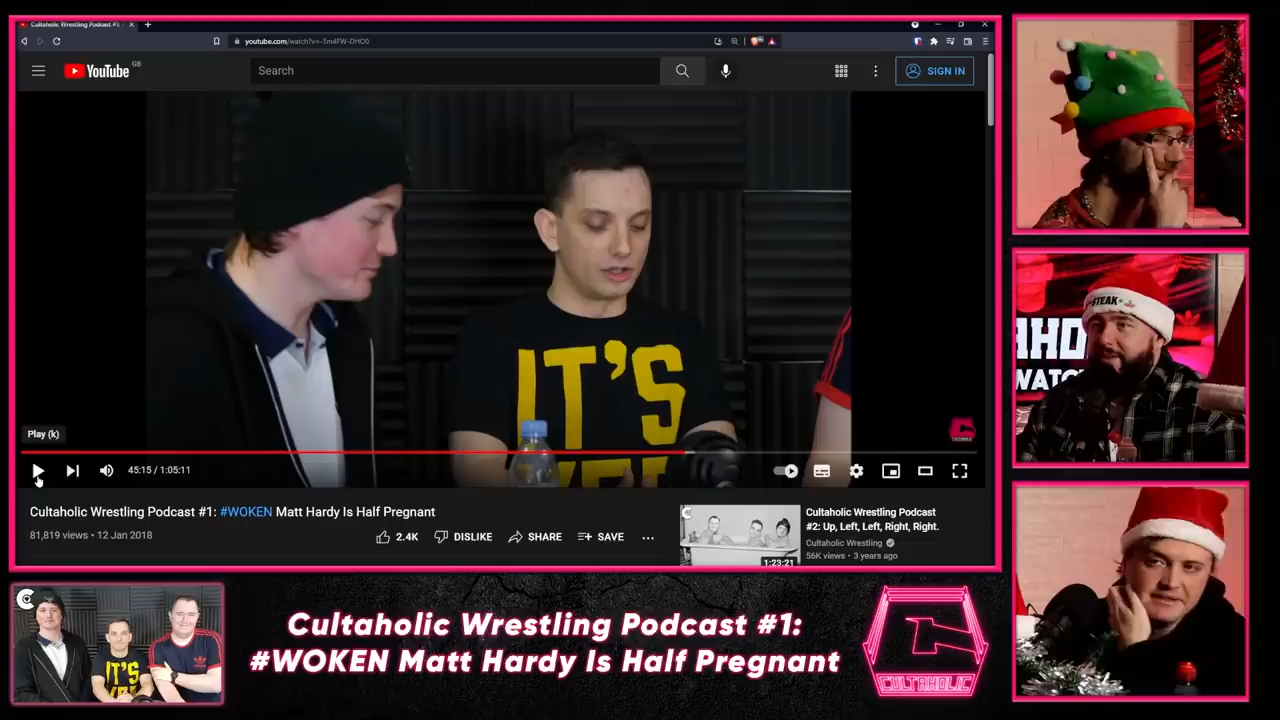 Cultaholic Wrestling Podcast #1:
youtube.com/watch?v=-3m4FW-DHO0
YouTube GB
Search
SIGN IN
IT'S
Play (k)
45:15 / 1:05:11
CULTAHOLIC
Cultaholic Wrestling Podcast #1: #WOKEN Matt Hardy Is Half Pregnant
81,819 views • 12 Jan 2018
2.4K
DISLIKE
SHARE
SAVE
1:23:21
Cultaholic Wrestling Podcast
#2: Up, Left, Left, Right, Right.
Cultaholic Wrestling
56K views • 3 years ago
STEAK
AHO
WATC
IT'S
Cultaholic Wrestling Podcast #1:
#WOKEN Matt Hardy Is Half Pregnant
CULTAHOLIC